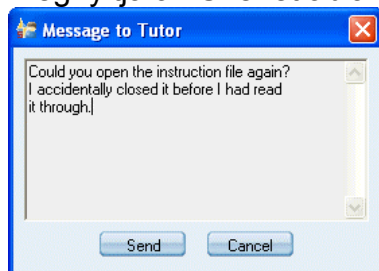 Message to Tutor
Could you open the instruction file again?
I accidentally closed it before I had read
it through.
Send
Cancel